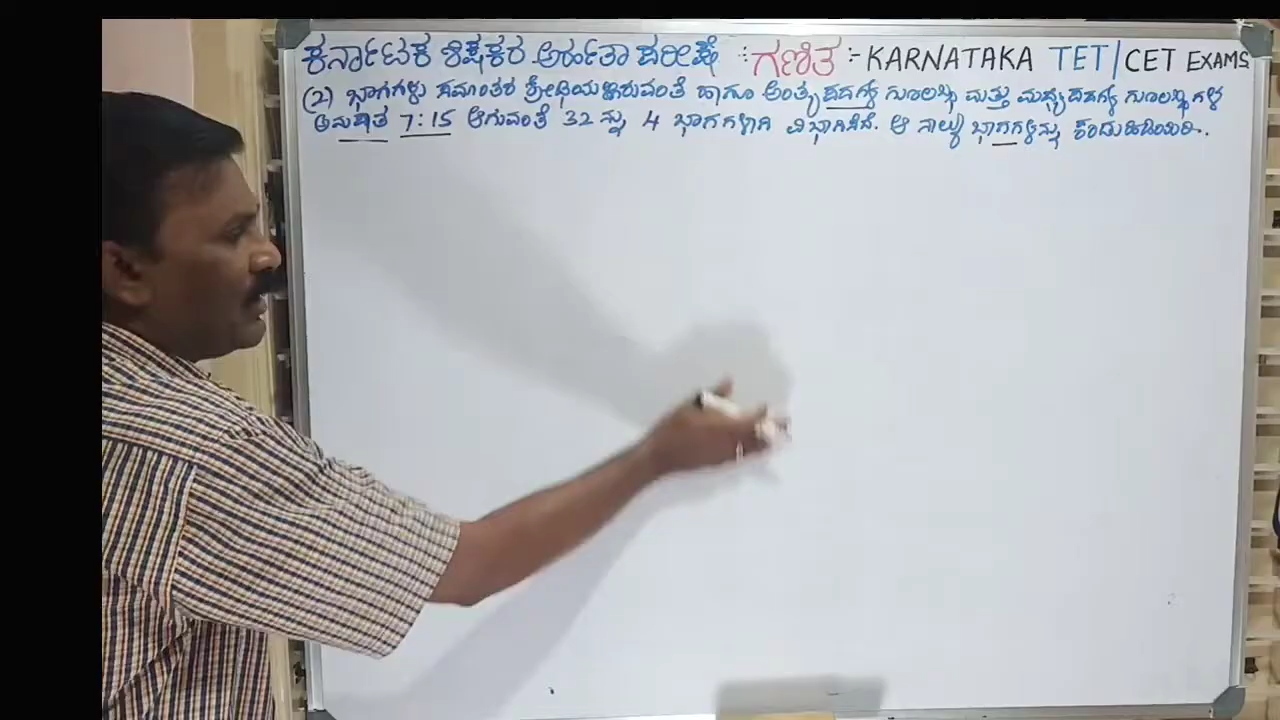 ಕರ್ನಾಟಕ ಶಿಕ್ಷಕರ ಅರ್ಹತಾ ಪರೀಕ್ಷೆ :- ಗಣಿತ :- KARNATAKA TET/CET EXAMS
(2) ಭಾಗಗಳು ಸಮಾಂತರ ಶ್ರೇಢಿಯಲ್ಲಿರುವಂತೆ ಹಾಗೂ ಅಂತ್ಯಪದಗಳ ಗುಣಲಬ್ಧ ಮತ್ತು ಮಧ್ಯಪದಗಳ ಗುಣಲಬ್ಧಗಳ
ಅನುಪಾತ 7:15 ಆಗುವಂತೆ 32 ನ್ನು 4 ಭಾಗಗಳಾಗಿ ವಿಭಾಗಿಸಿದೆ. ಆ ನಾಲ್ಕು ಭಾಗಗಳನ್ನು ಕಂಡುಹಿಡಿಯಿರಿ.